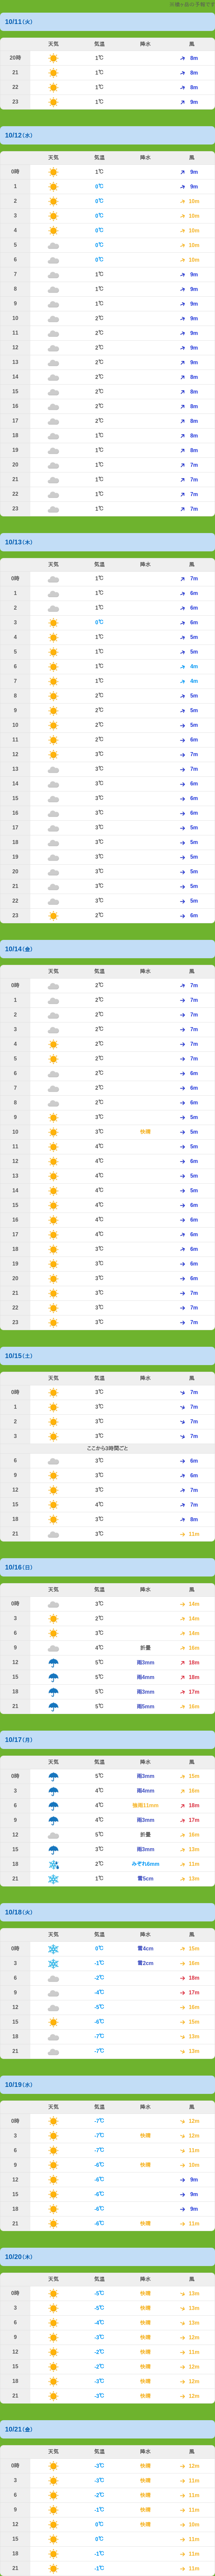 10/11(火)
天気 気温 降水 風
20時 1℃ 8m
21 1℃ 8m
22 1℃ 8m
23 1℃ 9m
10/12(水)
天気 気温 降水 風
0時 1℃ 9m
1 0℃ 9m
2 0℃ 10m
3 0℃ 10m
4 0℃ 10m
5 0℃ 10m
6 0℃ 10m
7 1℃ 9m
8 1℃ 9m
9 1℃ 9m
10 2℃ 9m
11 2℃ 9m
12 2℃ 9m
13 2℃ 9m
14 2℃ 8m
15 2℃ 8m
16 2℃ 8m
17 2℃ 8m
18 1℃ 8m
19 1℃ 8m
20 1℃ 7m
21 1℃ 7m
22 1℃ 7m
23 1℃ 7m
10/13(木)
天気 気温 降水 風
0時 1℃ 7m
1 1℃ 6m
2 1℃ 6m
3 0℃ 6m
4 1℃ 5m
5 1℃ 5m
6 1℃ 4m
7 1℃ 4m
8 2℃ 5m
9 2℃ 5m
10 2℃ 5m
11 2℃ 6m
12 3℃ 7m
13 3℃ 7m
14 3℃ 6m
15 3℃ 6m
16 3℃ 6m
17 3℃ 5m
18 3℃ 5m
19 3℃ 5m
20 3℃ 5m
21 3℃ 5m
22 3℃ 5m
23 2℃ 6m
10/14(金)
天気 気温 降水 風
0時 2℃ 7m
1 2℃ 7m
2 2℃ 7m
3 2℃ 7m
4 2℃ 7m
5 2℃ 7m
6 2℃ 6m
7 2℃ 6m
8 2℃ 6m
9 3℃ 5m
10 3℃ 快晴 5m
11 4℃ 5m
12 4℃ 6m
13 4℃ 5m
14 4℃ 5m
15 4℃ 6m
16 4℃ 6m
17 4℃ 6m
18 3℃ 6m
19 3℃ 6m
20 3℃ 6m
21 3℃ 7m
22 3℃ 7m
23 3℃ 7m
10/15(土)
天気 気温 降水 風
0時 3℃ 7m
1 3℃ 7m
2 3℃ 7m
3 3℃ 7m
ここから3時間ごと
6 3℃ 6m
9 3℃ 6m
12 3℃ 7m
15 4℃ 7m
18 3℃ 8m
21 3℃ 11m
10/16(日)
天気 気温 降水 風
0時 3℃ 14m
3 2℃ 14m
6 3℃ 14m
9 4℃ 折畳 16m
12 5℃ 雨3mm 18m
15 5℃ 雨4mm 18m
18 5℃ 雨3mm 17m
21 5℃ 雨5mm 16m
10/17(月)
天気 気温 降水 風
0時 5℃ 雨3mm 15m
3 4℃ 雨4mm 16m
6 4℃ 強雨11mm 18m
9 4℃ 雨3mm 17m
12 5℃ 折畳 16m
15 3℃ 雨3mm 13m
18 2℃ みぞれ6mm 11m
21 1℃ 雪5cm 13m
10/18(火)
天気 気温 降水 風
0時 0℃ 雪4cm 15m
3 -1℃ 雪2cm 16m
6 -2℃ 18m
9 -4℃ 17m
12 -5℃ 16m
15 -6℃ 15m
18 -7℃ 13m
21 -7℃ 13m
10/19(水)
天気 気温 降水 風
0時 -7℃ 12m
3 -7℃ 快晴 12m
6 -7℃ 11m
9 -6℃ 快晴 10m
12 -6℃ 9m
15 -6℃ 9m
18 -6℃ 9m
21 -6℃ 快晴 11m
10/20(木)
天気 気温 降水 風
0時 -5℃ 快晴 13m
3 -5℃ 快晴 13m
6 -4℃ 快晴 13m
9 -3℃ 快晴 12m
12 -2℃ 快晴 11m
15 -2℃ 快晴 12m
18 -3℃ 快晴 12m
21 -3℃ 快晴 12m
10/21(金)
天気 気温 降水 風
0時 -3℃ 快晴 12m
3 -3℃ 快晴 11m
6 -2℃ 快晴 11m
9 -1℃ 快晴 11m
12 0℃ 快晴 10m
15 0℃ 11m
18 -1℃ 11m
21 -1℃ 11m